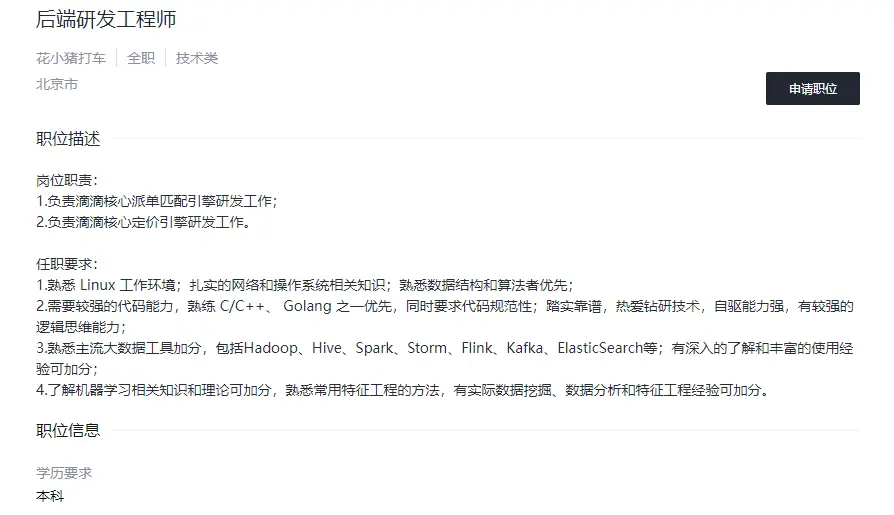 后端研发工程师
花小猪打车 全职 技术类
北京市
申请职位
职位描述
岗位职责：
1.负责滴滴核心派单匹配引擎研发工作；
2.负责滴滴核心定价引擎研发工作。
任职要求：
1.熟悉 Linux 工作环境；扎实的网络和操作系统相关知识；熟悉数据结构和算法者优先；
2.需要较强的代码能力，熟练 C/C++、 Golang 之一优先，同时要求代码规范性；踏实靠谱，热爱钻研技术，自驱能力强，有较强的
逻辑思维能力；
3.熟悉主流大数据工具加分，包括Hadoop、Hive、Spark、Storm、Flink、Kafka、ElasticSearch等；有深入的了解和丰富的使用经
验可加分；
4.了解机器学习相关知识和理论可加分，熟悉常用特征工程的方法，有实际数据挖掘、数据分析和特征工程经验可加分。
职位信息
学历要求
本科